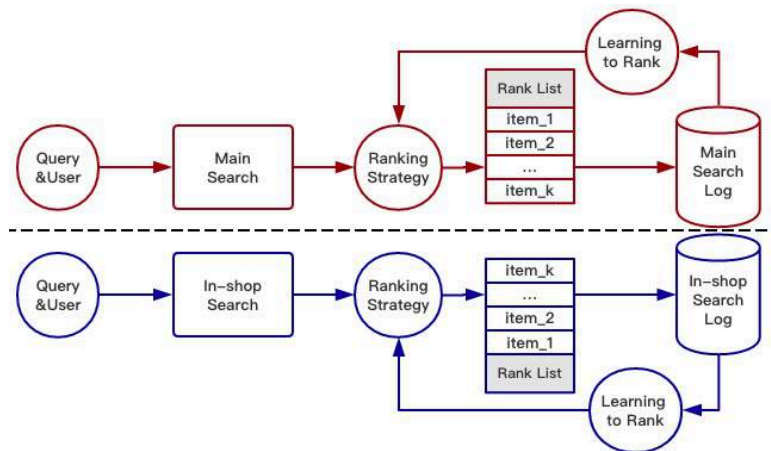 Learning
to Rank
Rank List
item_1
item_2
...
item_k
Query
&User
Main
Search
Ranking
Strategy
Main
Search
Log
Query
&User
In-shop
Search
Ranking
Strategy
item_k
...
item_2
item_1
Rank List
In-shop
Search
Log
Learning
to Rank